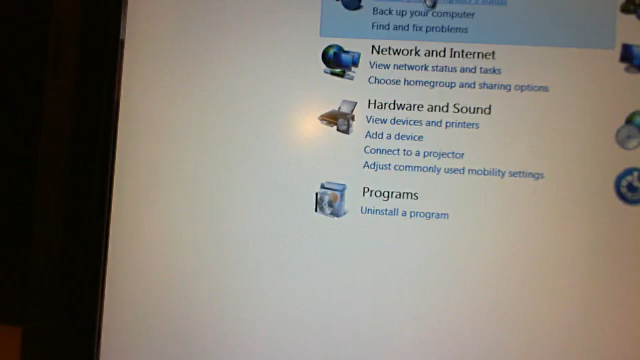 Back up your computer
Find and fix problems
Network and Internet
View network status and tasks
Choose homegroup and sharing options
Hardware and Sound
View devices and printers
Add a device
Connect to a projector
Adjust commonly used mobility settings
Programs
Uninstall a program